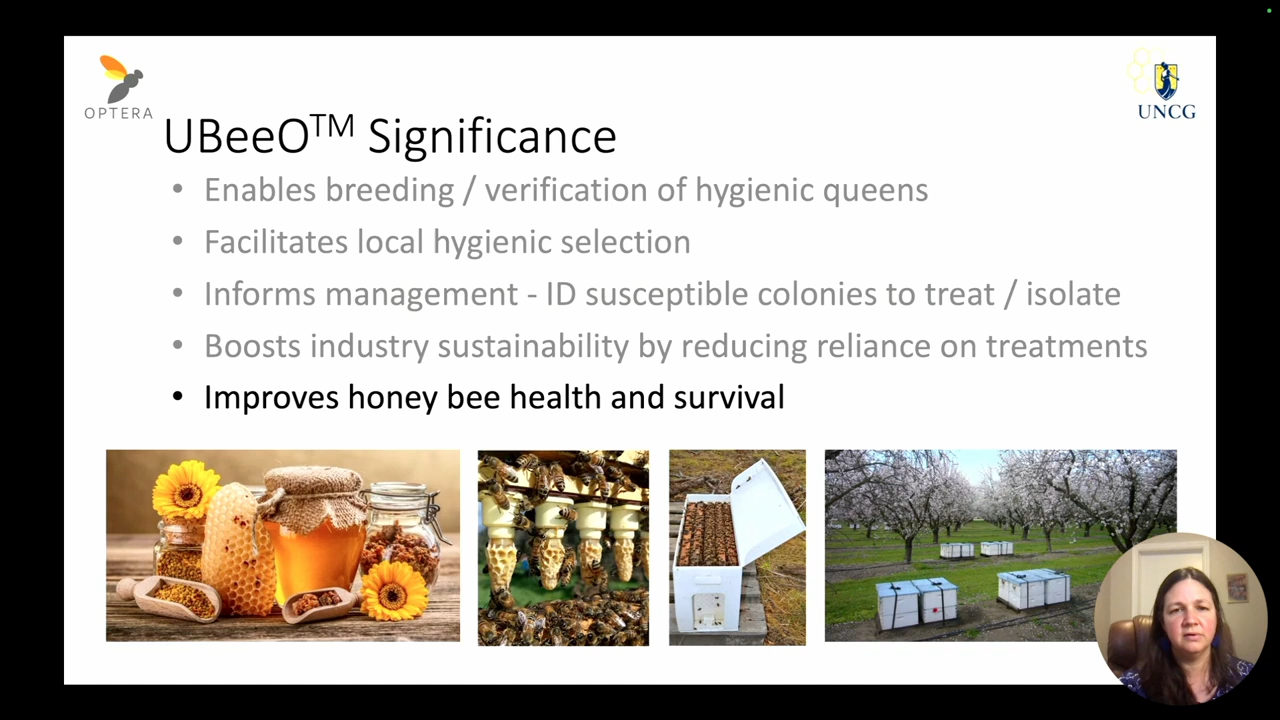 OPTERA
UNCG
UBeeO™ Significance
• Enables breeding / verification of hygienic queens
• Facilitates local hygienic selection
• Informs management - ID susceptible colonies to treat / isolate
• Boosts industry sustainability by reducing reliance on treatments
• Improves honey bee health and survival